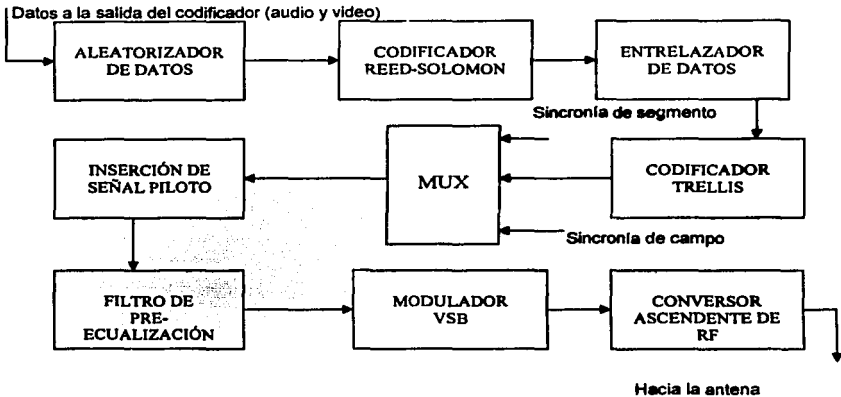 Datos a la salida del codificador (audio y video)
ALEATORIZADOR
DE DATOS
CODIFICADOR
REED-SOLOMON
ENTRELAZADOR
DE DATOS
Sincronía de segmento
INSERCIÓN DE
SEÑAL PILOTO
MUX
CODIFICADOR
TRELLIS
Sincronía de campo
FILTRO DE
PRE-
ECUALIZACIÓN
MODULADOR
VSB
CONVERSOR
ASCENDENTE DE
RF
Hacia la antena